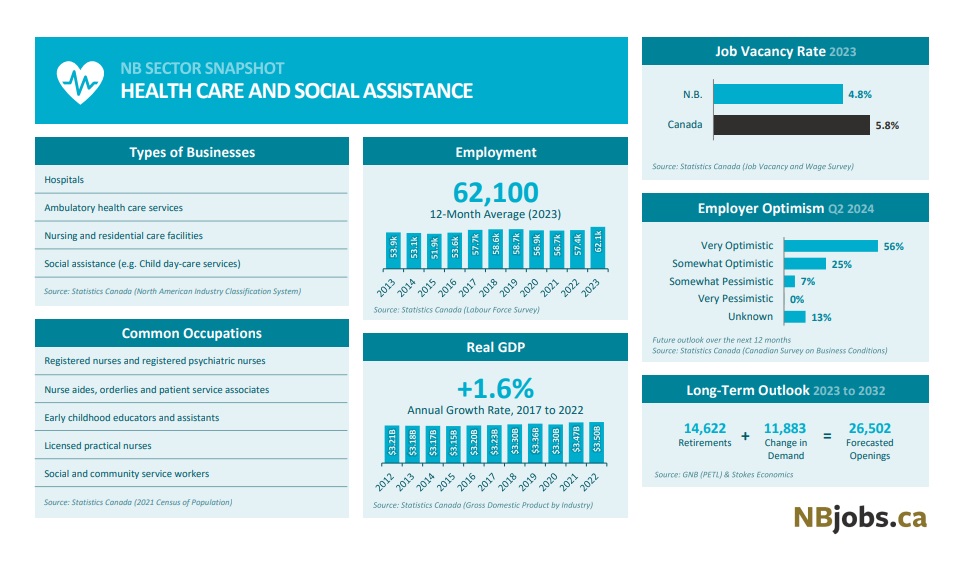 NB SECTOR SNAPSHOT
HEALTH CARE AND SOCIAL ASSISTANCE
Types of Businesses
Hospitals
Ambulatory health care services
Nursing and residential care facilities
Social assistance (e.g. Child day-care services)
Source: Statistics Canada (North American Industry Classification System)
Common Occupations
Registered nurses and registered psychiatric nurses
Nurse aides, orderlies and patient service associates
Early childhood educators and assistants
Licensed practical nurses
Social and community service workers
Source: Statistics Canada (2021 Census of Population)
Employment
62,100
12-Month Average (2023)
53.9k 53.1k 51.9k 53.6k 57.7k 58.6k 58.7k 56.9k 56.7k 57.4k 62.1k
2013 2014 2015 2016 2017 2018 2019 2020 2021 2022 2023
Source: Statistics Canada (Labour Force Survey)
Real GDP
+1.6%
Annual Growth Rate, 2017 to 2022
$3.21B $3.18B $3.17B $3.15B $3.20B $3.23B $3.30B $3.36B $3.30B $3.47B $3.50B
2012 2013 2014 2015 2016 2017 2018 2019 2020 2021 2022
Source: Statistics Canada (Gross Domestic Product by Industry)
Job Vacancy Rate 2023
N.B. 4.8%
Canada 5.8%
Source: Statistics Canada (Job Vacancy and Wage Survey)
Employer Optimism Q2 2024
Very Optimistic 56%
Somewhat Optimistic 25%
Somewhat Pessimistic 7%
Very Pessimistic 0%
Unknown 13%
Future outlook over the next 12 months
Source: Statistics Canada (Canadian Survey on Business Conditions)
Long-Term Outlook 2023 to 2032
14,622 + 11,883 = 26,502
Retirements Change in Forecasted
Demand Openings
Source: GNB (PETL) & Stokes Economics
NBjobs.ca